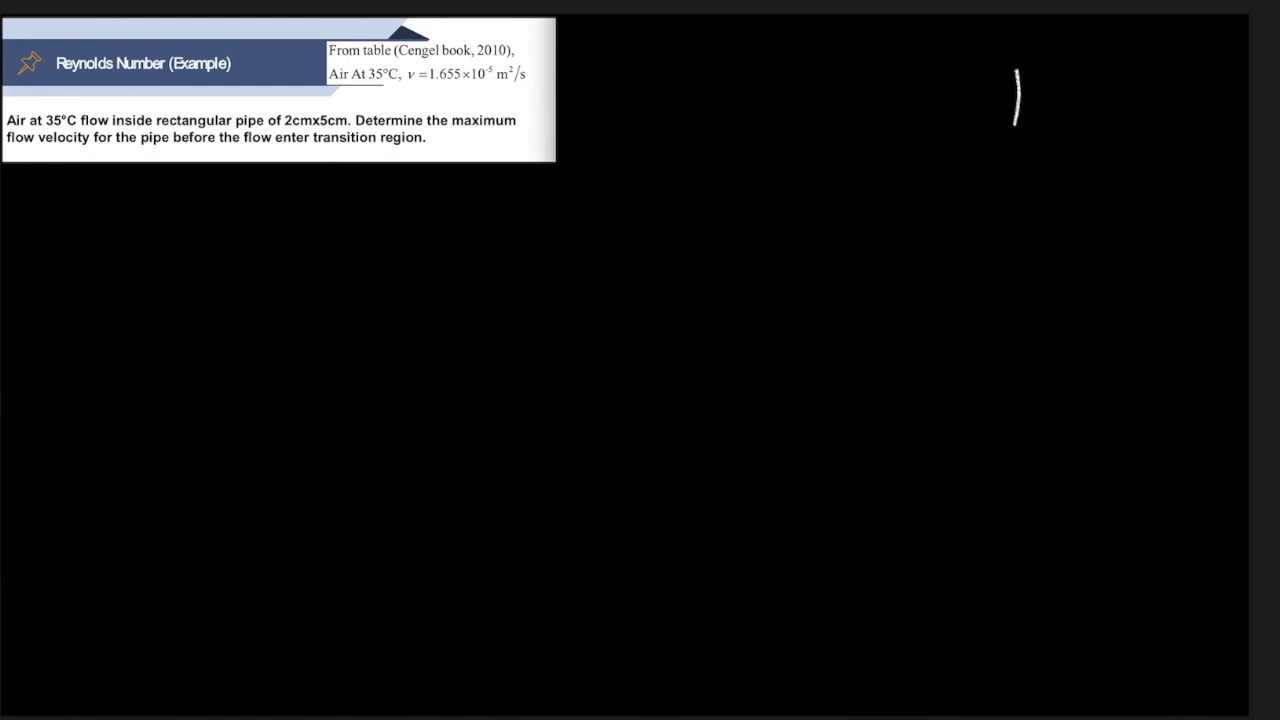 Reynolds Number (Example)
From table (Cengel book, 2010),
Air At 35°C, ν = 1.655×10⁻⁵ m²/s
Air at 35°C flow inside rectangular pipe of 2cmx5cm. Determine the maximum
flow velocity for the pipe before the flow enter transition region.